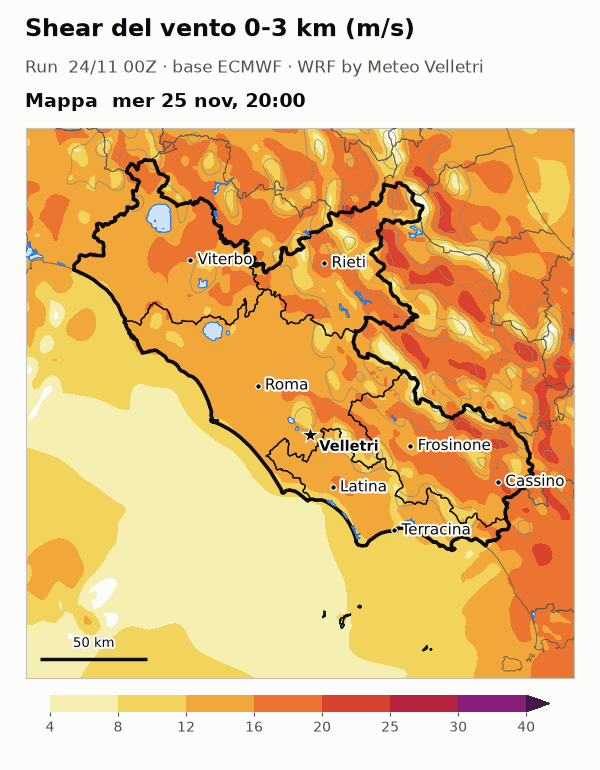 Shear del vento 0-3 km (m/s)
Run  24/11 00Z · base ECMWF · WRF by Meteo Velletri
Mappa  mer 25 nov, 20:00
Viterbo
Rieti
Roma
Velletri
Frosinone
Cassino
Latina
Terracina
50 km
4 8 12 16 20 25 30 40